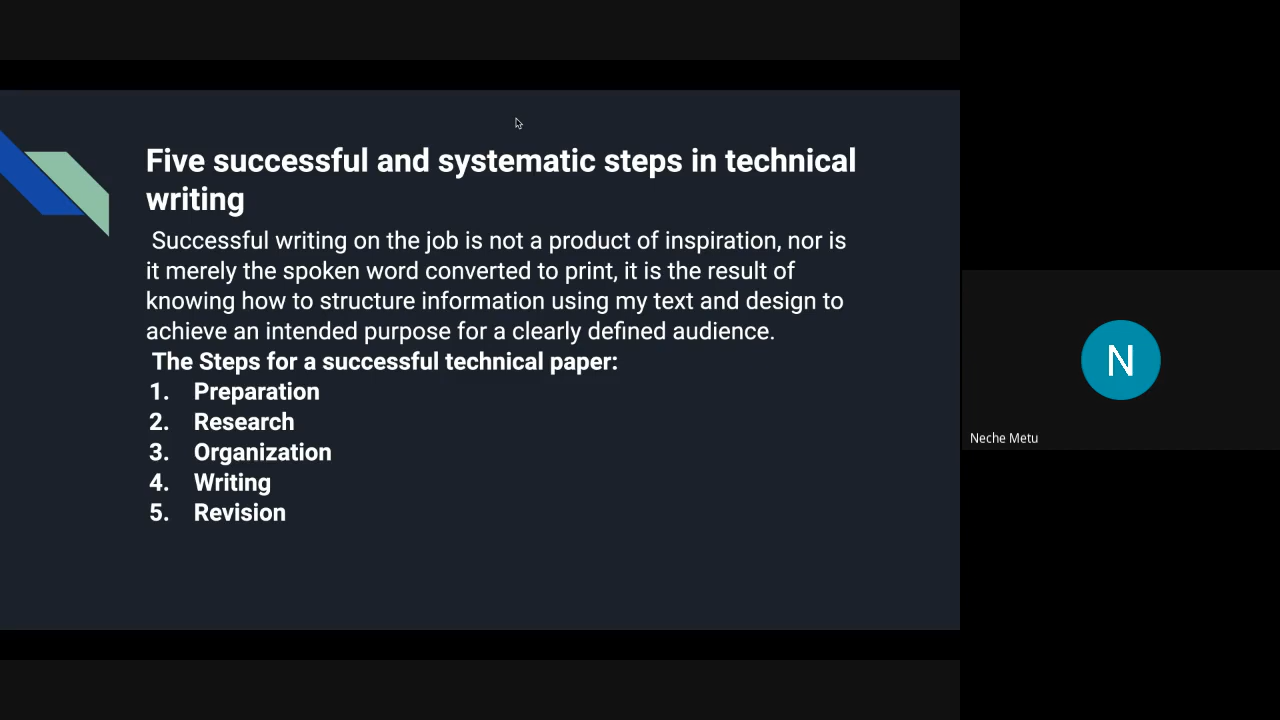 Five successful and systematic steps in technical
writing
Successful writing on the job is not a product of inspiration, nor is
it merely the spoken word converted to print, it is the result of
knowing how to structure information using my text and design to
achieve an intended purpose for a clearly defined audience.
The Steps for a successful technical paper:
1. Preparation
2. Research
3. Organization
4. Writing
5. Revision
N
Neche Metu